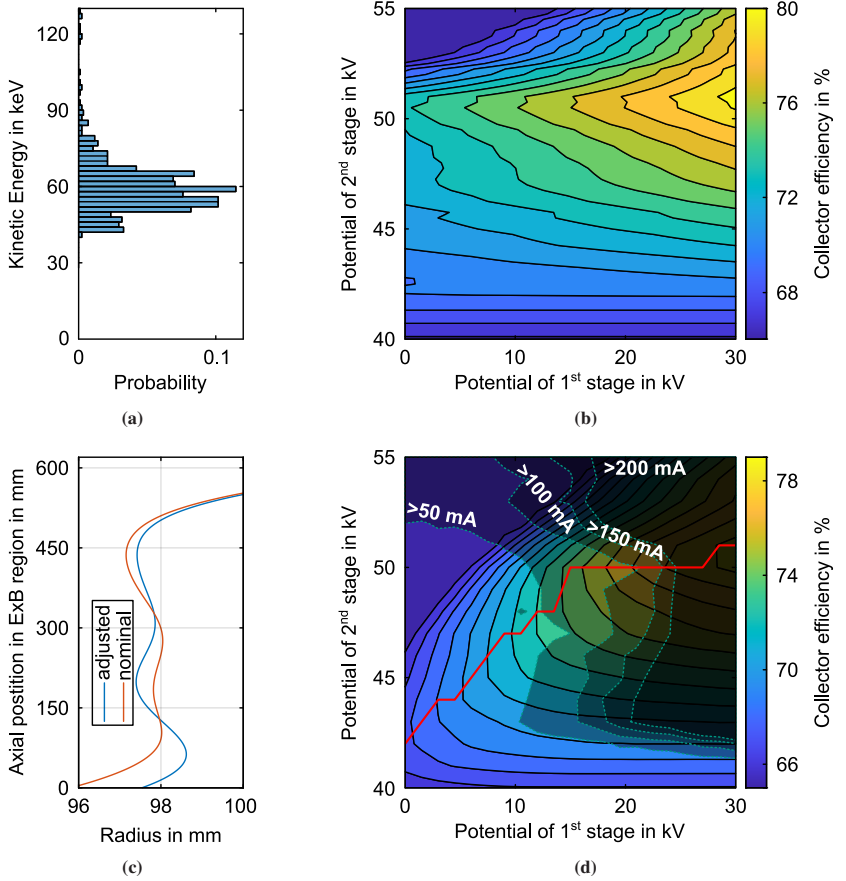 130
90
60
30
0
Kinetic Energy in keV
0
0.1
Probability
(a)
55
50
45
40
Potential of 2nd stage in kV
0
10
20
30
Potential of 1st stage in kV
80
76
72
68
Collector efficiency in %
(b)
600
450
300
150
0
Axial postition in ExB region in mm
adjusted
nominal
96
98
100
Radius in mm
(c)
55
50
45
40
Potential of 2nd stage in kV
>50 mA
>100 mA
>150 mA
>200 mA
0
10
20
30
Potential of 1st stage in kV
78
74
70
66
Collector efficiency in %
(d)